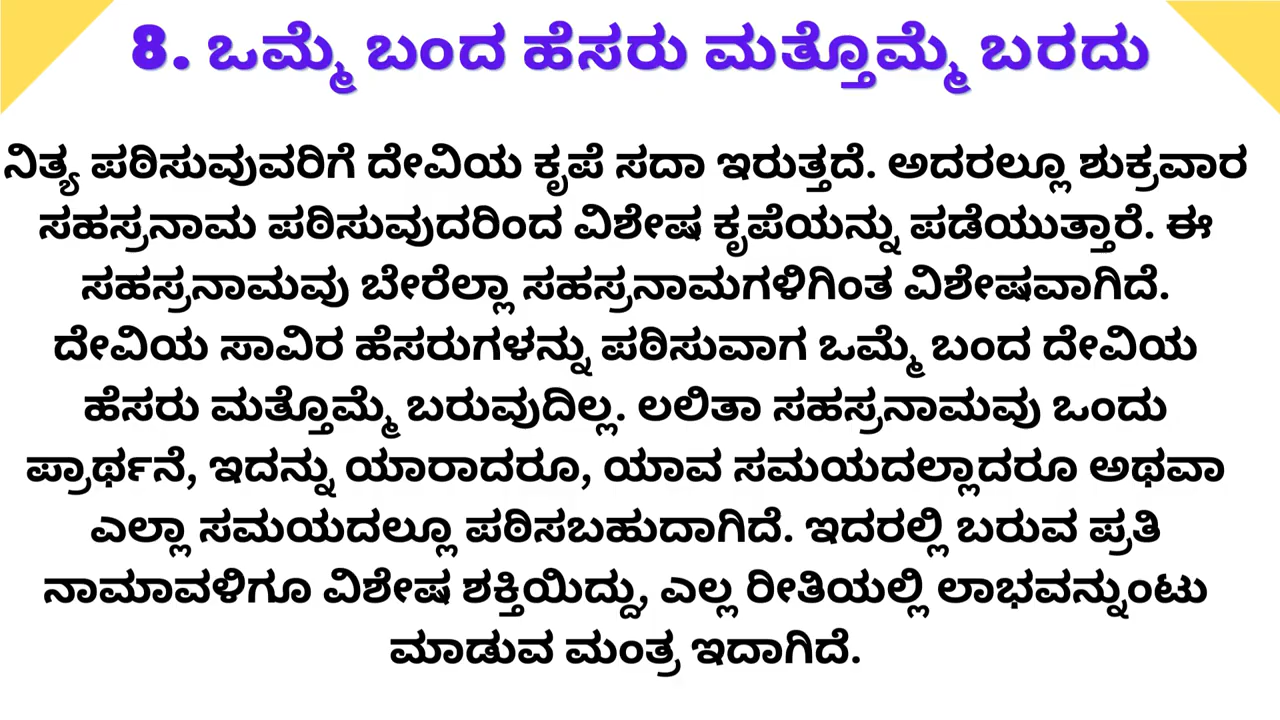 8. ಒಮ್ಮೆ ಬಂದ ಹೆಸರು ಮತ್ತೊಮ್ಮೆ ಬರದು
ನಿತ್ಯ ಪಠಿಸುವುವರಿಗೆ ದೇವಿಯ ಕೃಪೆ ಸದಾ ಇರುತ್ತದೆ. ಅದರಲ್ಲೂ ಶುಕ್ರವಾರ
ಸಹಸ್ರನಾಮ ಪಠಿಸುವುದರಿಂದ ವಿಶೇಷ ಕೃಪೆಯನ್ನು ಪಡೆಯುತ್ತಾರೆ. ಈ
ಸಹಸ್ರನಾಮವು ಬೇರೆಲ್ಲಾ ಸಹಸ್ರನಾಮಗಳಿಗಿಂತ ವಿಶೇಷವಾಗಿದೆ.
ದೇವಿಯ ಸಾವಿರ ಹೆಸರುಗಳನ್ನು ಪಠಿಸುವಾಗ ಒಮ್ಮೆ ಬಂದ ದೇವಿಯ
ಹೆಸರು ಮತ್ತೊಮ್ಮೆ ಬರುವುದಿಲ್ಲ. ಲಲಿತಾ ಸಹಸ್ರನಾಮವು ಒಂದು
ಪ್ರಾರ್ಥನೆ, ಇದನ್ನು ಯಾರಾದರೂ, ಯಾವ ಸಮಯದಲ್ಲಾದರೂ ಅಥವಾ
ಎಲ್ಲಾ ಸಮಯದಲ್ಲೂ ಪಠಿಸಬಹುದಾಗಿದೆ. ಇದರಲ್ಲಿ ಬರುವ ಪ್ರತಿ
ನಾಮಾವಳಿಗೂ ವಿಶೇಷ ಶಕ್ತಿಯಿದ್ದು, ಎಲ್ಲ ರೀತಿಯಲ್ಲಿ ಲಾಭವನ್ನುಂಟು
ಮಾಡುವ ಮಂತ್ರ ಇದಾಗಿದೆ.